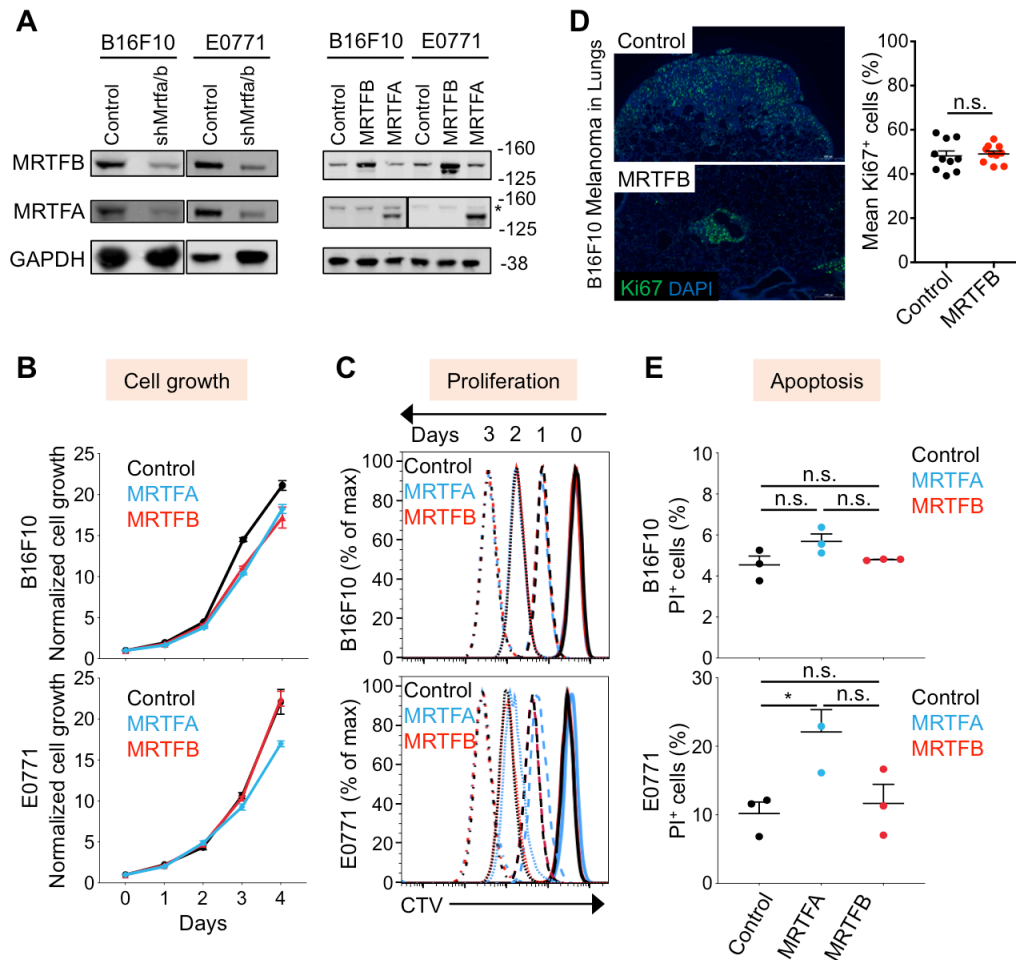 A
B16F10 E0771
Control
shMrtfa/b
Control
shMrtfa/b
MRTFB
MRTFA
GAPDH
B16F10 E0771
Control
MRTFB
MRTFA
Control
MRTFB
MRTFA
-160
-125
-160
*
-125
-38
D
B16F10 Melanoma in Lungs
Control
MRTFB
Ki67 DAPI
Mean Ki67+ cells (%)
100
80
60
40
20
0
n.s.
Control
MRTFB
B
Cell growth
B16F10
Normalized cell growth
25
20
15
10
5
0
Control
MRTFA
MRTFB
E0771
Normalized cell growth
25
20
15
10
5
0
Control
MRTFA
MRTFB
0 1 2 3 4
Days
C
Proliferation
Days 3 2 1 0
B16F10 (% of max)
100
80
60
40
20
0
Control
MRTFA
MRTFB
E0771 (% of max)
100
80
60
40
20
0
Control
MRTFA
MRTFB
CTV
E
Apoptosis
B16F10
PI+ cells (%)
10
8
6
4
2
0
n.s.
n.s. n.s.
Control
MRTFA
MRTFB
E0771
PI+ cells (%)
30
20
10
0
n.s.
* n.s.
Control
MRTFA
MRTFB
Control
MRTFA
MRTFB